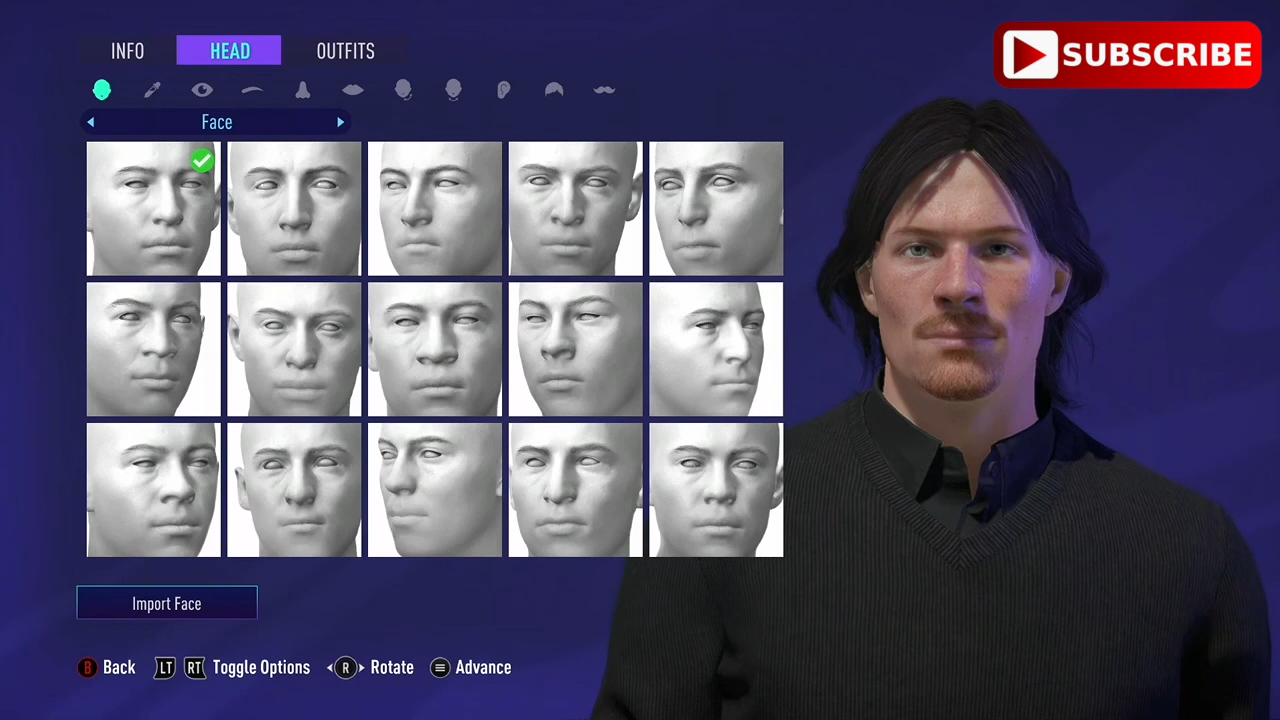 INFO
HEAD
OUTFITS
SUBSCRIBE
Face
Import Face
B Back LT RT Toggle Options R Rotate Advance